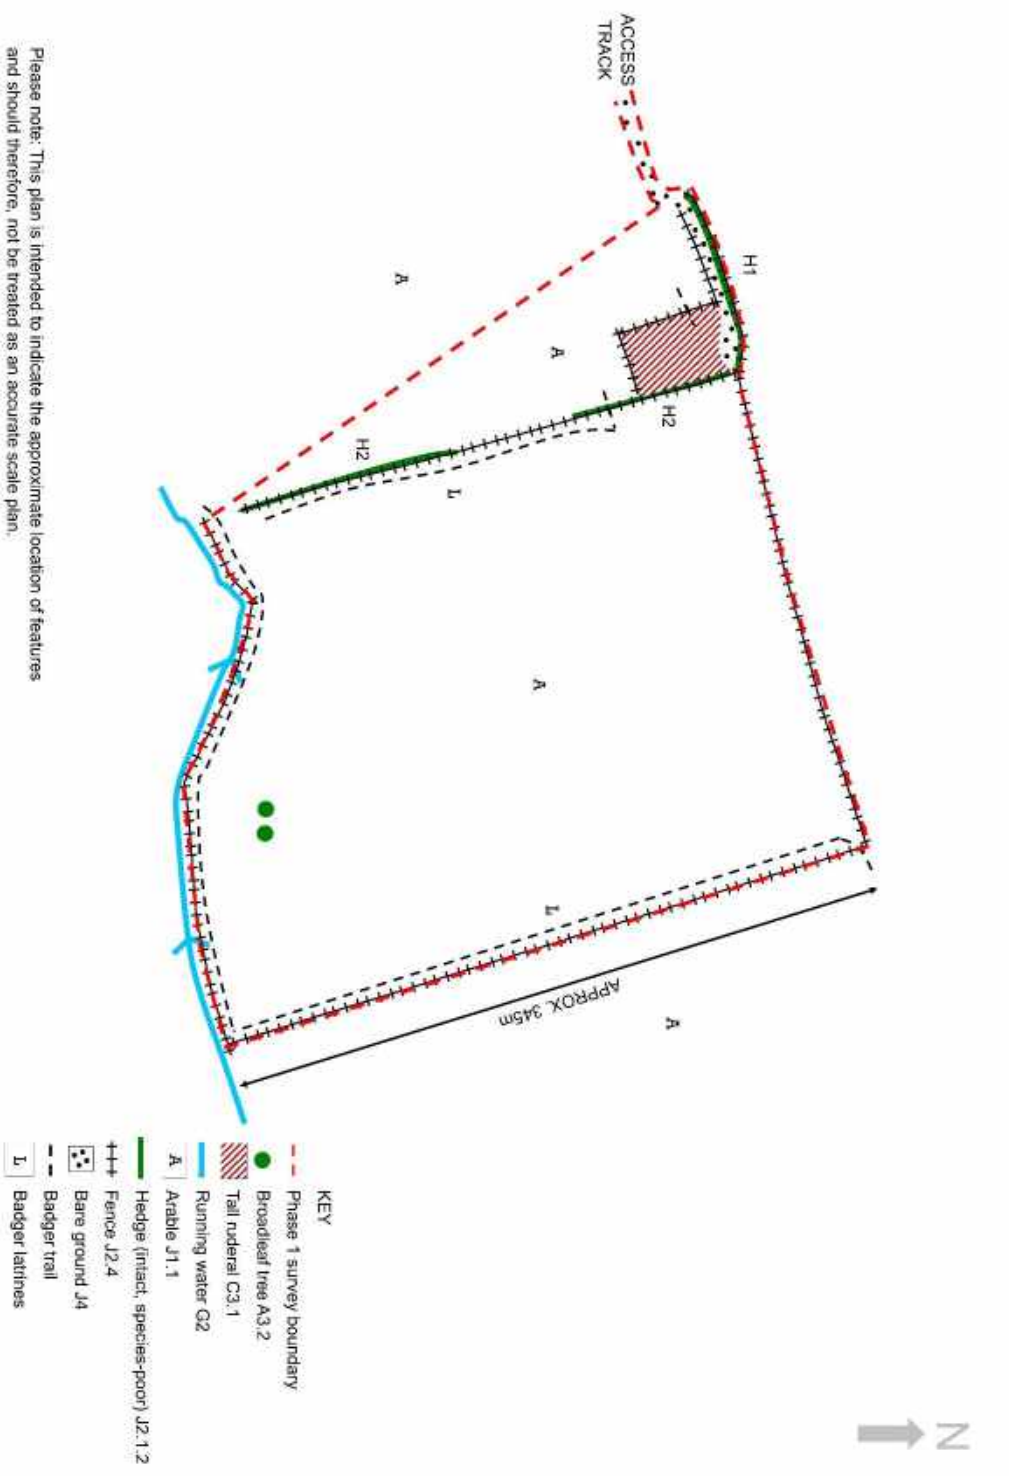 ACCESS
TRACK
H1
A
A
H2
H2
L
A
L
APPROX. 345m
A
N
KEY
Phase 1 survey boundary
Broadleaf tree A3.2
Tall ruderal C3.1
Running water G2
A Arable J1.1
Hedge (intact, species-poor) J2.1.2
Fence J2.4
Bare ground J4
Badger trail
L Badger latrines
Please note: This plan is intended to indicate the approximate location of features
and should therefore, not be treated as an accurate scale plan.